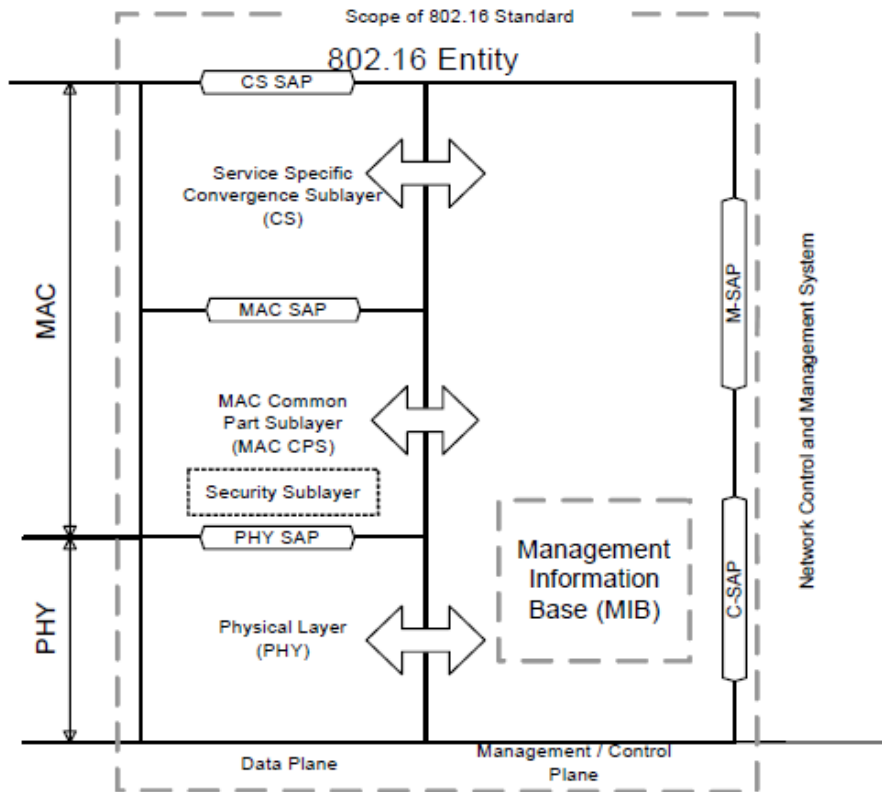 Scope of 802.16 Standard
802.16 Entity
CS SAP
Service Specific
Convergence Sublayer
(CS)
MAC SAP
MAC
MAC Common
Part Sublayer
(MAC CPS)
Security Sublayer
PHY SAP
PHY
Physical Layer
(PHY)
Management
Information
Base (MIB)
M-SAP
C-SAP
Network Control and Management System
Data Plane
Management / Control
Plane